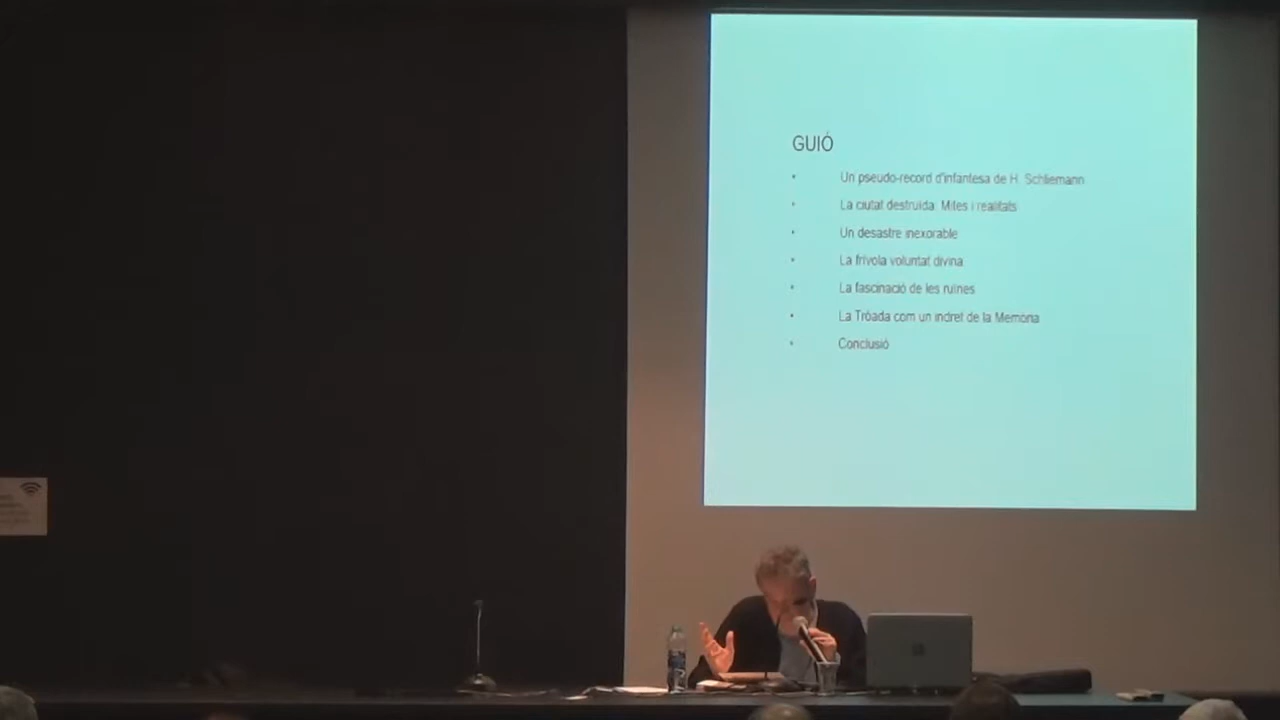 GUIÓ
• Un pseudo-record d'infantesa de H. Schliemann
• La ciutat destruïda: Mites i realitats
• Un desastre inexorable
• La frívola voluntat divina
• La fascinació de les ruïnes
• La Tròada com un indret de la Memòria
• Conclusió